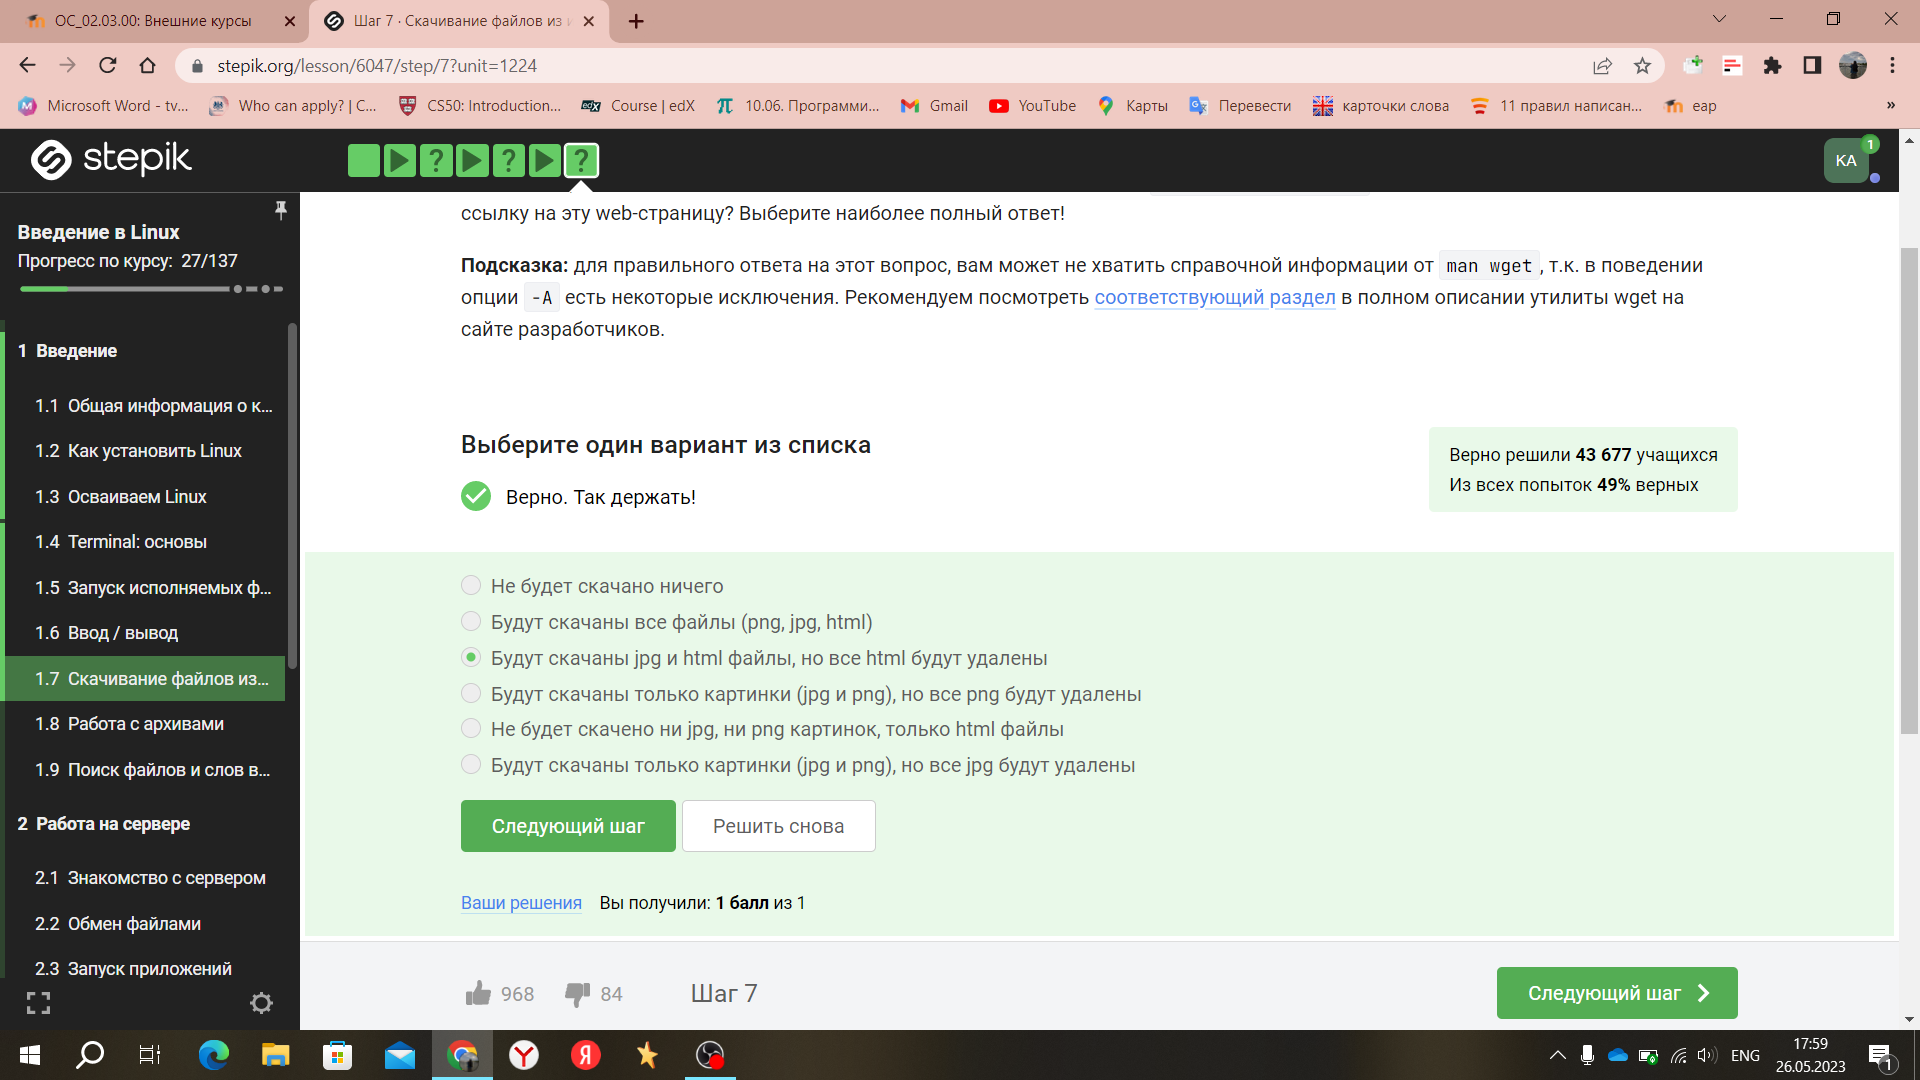 ОС_02.03.00: Внешние курсы
Шаг 7 · Скачивание файлов из и
stepik.org/lesson/6047/step/7?unit=1224
Microsoft Word - tv...
Who can apply? | C...
CS50: Introduction...
edX
Course | edX
10.06. Программи...
Gmail
YouTube
Карты
Перевести
карточки слова
11 правил написан...
eap
»
stepik
?
?
?
KA
1
Введение в Linux
Прогресс по курсу: 27/137
1 Введение
1.1 Общая информация о к...
1.2 Как установить Linux
1.3 Осваиваем Linux
1.4 Terminal: основы
1.5 Запуск исполняемых ф...
1.6 Ввод / вывод
1.7 Скачивание файлов из...
1.8 Работа с архивами
1.9 Поиск файлов и слов в...
2 Работа на сервере
2.1 Знакомство с сервером
2.2 Обмен файлами
2.3 Запуск приложений
ссылку на эту web-страницу? Выберите наиболее полный ответ!
Подсказка: для правильного ответа на этот вопрос, вам может не хватить справочной информации от man wget, т.к. в поведении
опции -A есть некоторые исключения. Рекомендуем посмотреть соответствующий раздел в полном описании утилиты wget на
сайте разработчиков.
Выберите один вариант из списка
Верно. Так держать!
Верно решили 43 677 учащихся
Из всех попыток 49% верных
Не будет скачано ничего
Будут скачаны все файлы (png, jpg, html)
Будут скачаны jpg и html файлы, но все html будут удалены
Будут скачаны только картинки (jpg и png), но все png будут удалены
Не будет скачено ни jpg, ни png картинок, только html файлы
Будут скачаны только картинки (jpg и png), но все jpg будут удалены
Следующий шаг
Решить снова
Ваши решения Вы получили: 1 балл из 1
968
84
Шаг 7
Следующий шаг
ENG
17:59
26.05.2023
1